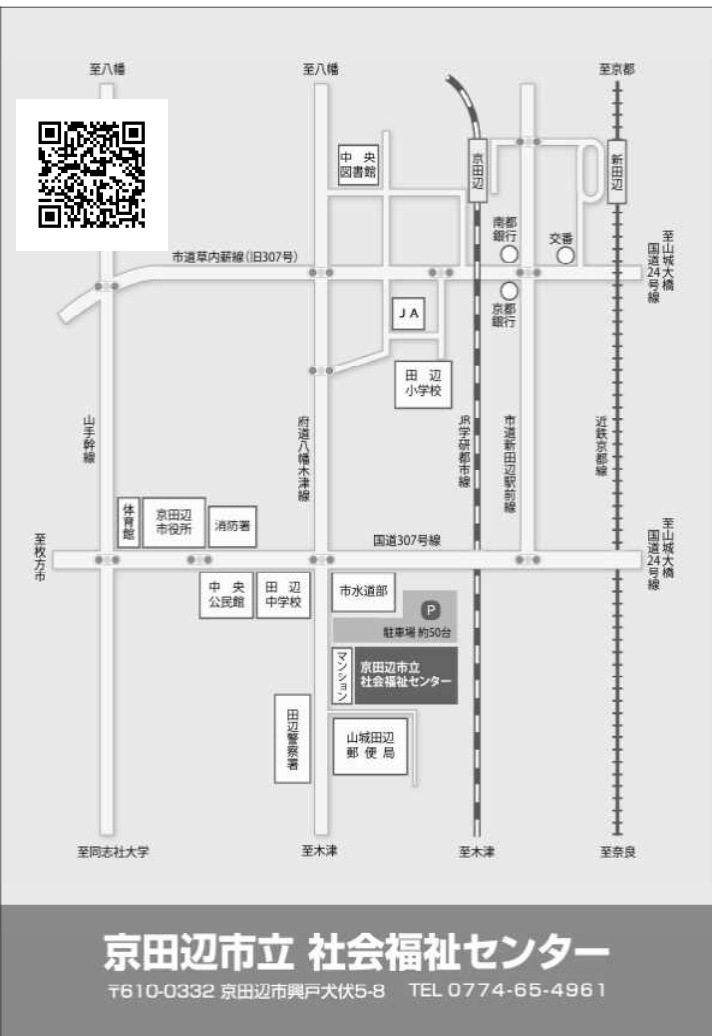 至八幡
至八幡
至京都
中央
図書館
京田辺
新田辺
南都
銀行
交番
至山城大橋
国道24号線
市道草内薪線(旧307号)
京都
銀行
JA
田辺
小学校
山手幹線
府道八幡木津線
JR学研都市線
市道新田辺駅前線
近鉄京都線
体育館
京田辺
市役所
消防署
至枚方市
国道307号線
至山城大橋
国道24号線
中央
公民館
田辺
中学校
市水道部
P
駐車場 約50台
マンション
京田辺市立
社会福祉センター
田辺警察署
山城田辺
郵便局
至同志社大学
至木津
至木津
至奈良
京田辺市立 社会福祉センター
〒610-0332 京田辺市興戸犬伏5-8 TEL 0774-65-4961